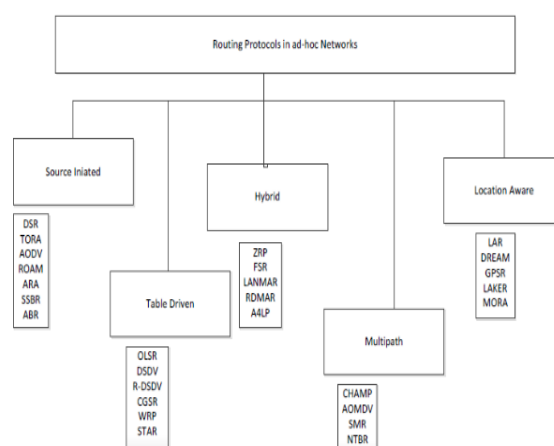 Routing Protocols in ad-hoc Networks
Source Iniated
DSR
TORA
AODV
ROAM
ARA
SSBR
ABR
Table Driven
OLSR
DSDV
R-DSDV
CGSR
WRP
STAR
Hybrid
ZRP
FSR
LANMAR
RDMAR
A4LP
Multipath
CHAMP
AOMDV
SMR
NTBR
Location Aware
LAR
DREAM
GPSR
LAKER
MORA